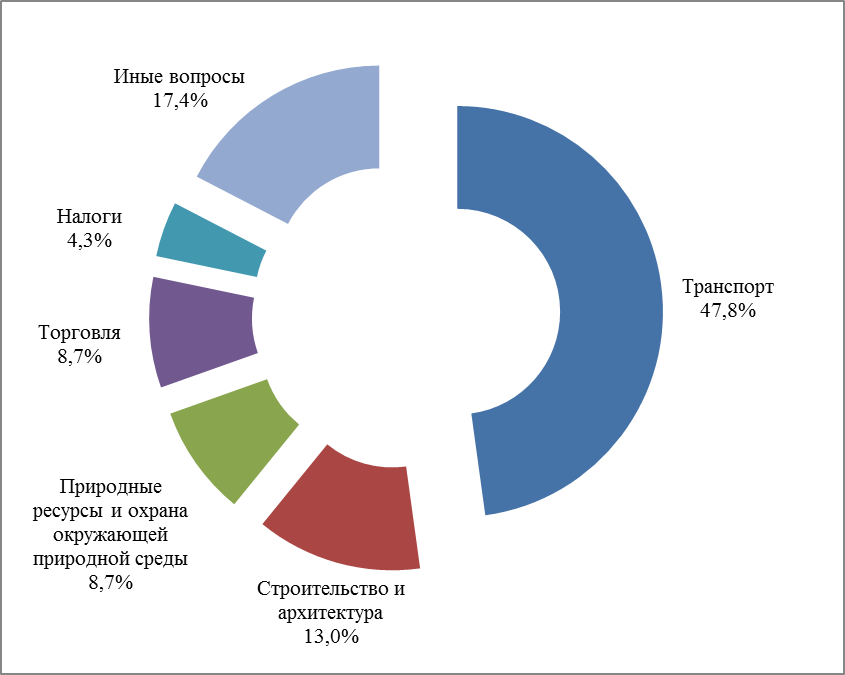 Иные вопросы
17,4%
Налоги
4,3%
Торговля
8,7%
Природные
ресурсы и охрана
окружающей
природной среды
8,7%
Строительство и
архитектура
13,0%
Транспорт
47,8%